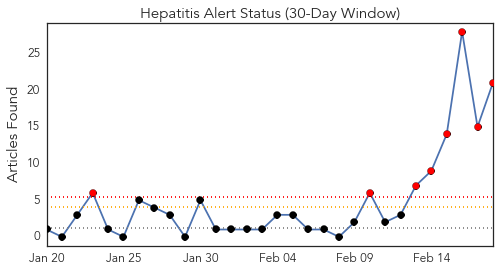 Hepatitis Alert Status (30-Day Window)
Articles Found
25
20
15
10
5
0
Jan 20 Jan 25 Jan 30 Feb 04 Feb 09 Feb 14